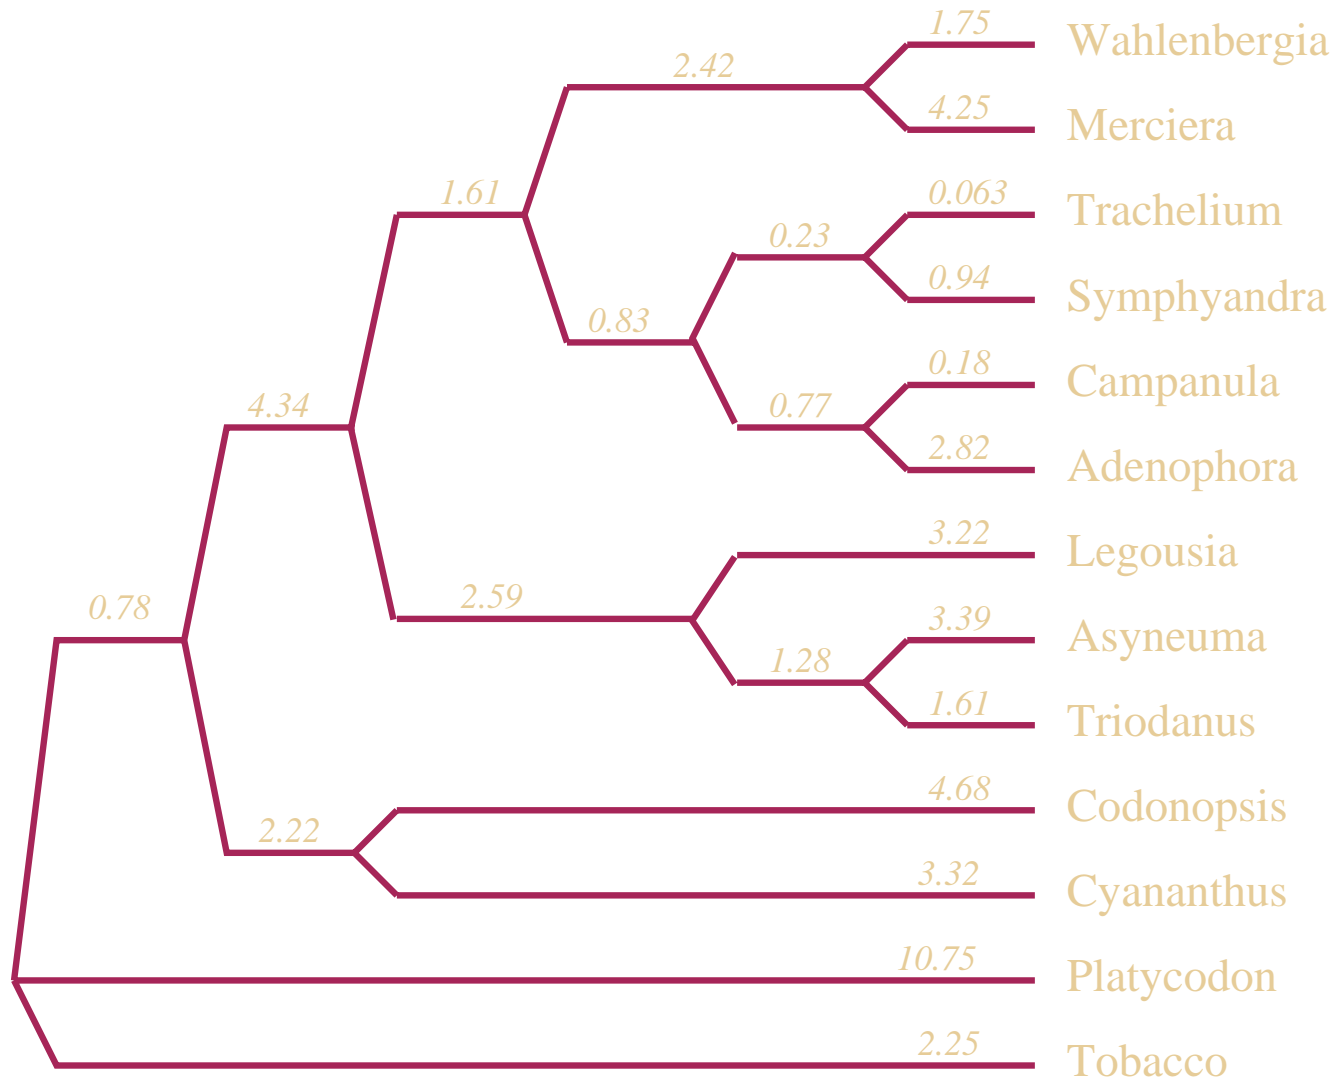 1.75
Wahlenbergia
2.42
4.25
Merciera
1.61
0.063
Trachelium
0.23
0.94
Symphyandra
0.83
0.18
Campanula
4.34
0.77
2.82
Adenophora
3.22
Legousia
0.78
2.59
3.39
Asyneuma
1.28
1.61
Triodanus
4.68
Codonopsis
2.22
3.32
Cyananthus
10.75
Platycodon
2.25
Tobacco